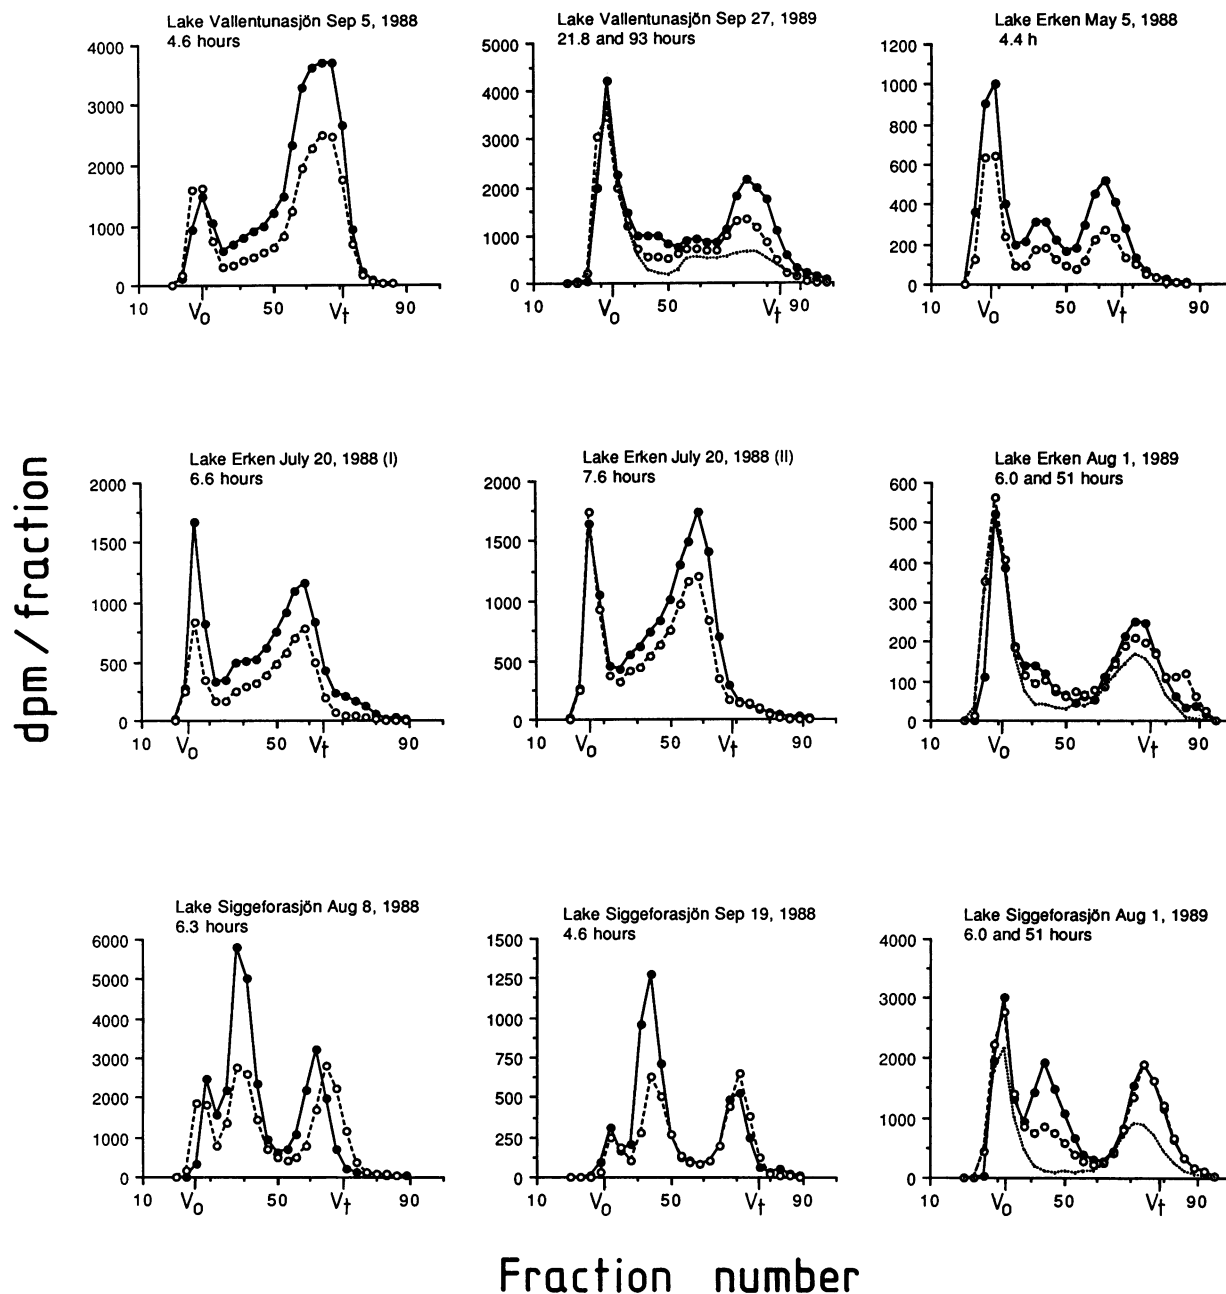 Lake Vallentunasjön Sep 5, 1988
4.6 hours
4000
3000
2000
1000
0
10 V₀ 50 Vt 90
Lake Vallentunasjön Sep 27, 1989
21.8 and 93 hours
5000
4000
3000
2000
1000
0
10 V₀ 50 Vt 90
Lake Erken May 5, 1988
4.4 h
1200
1000
800
600
400
200
0
10 V₀ 50 Vt 90
dpm/fraction
Lake Erken July 20, 1988 (I)
6.6 hours
2000
1500
1000
500
0
10 V₀ 50 Vt 90
Lake Erken July 20, 1988 (II)
7.6 hours
2000
1500
1000
500
0
10 V₀ 50 Vt 90
Lake Erken Aug 1, 1989
6.0 and 51 hours
600
500
400
300
200
100
0
10 V₀ 50 Vt 90
Lake Siggeforasjön Aug 8, 1988
6.3 hours
6000
5000
4000
3000
2000
1000
0
10 V₀ 50 Vt 90
Lake Siggeforasjön Sep 19, 1988
4.6 hours
1500
1250
1000
750
500
250
0
10 V₀ 50 Vt 90
Lake Siggeforasjön Aug 1, 1989
6.0 and 51 hours
4000
3000
2000
1000
0
10 V₀ 50 Vt 90
Fraction number